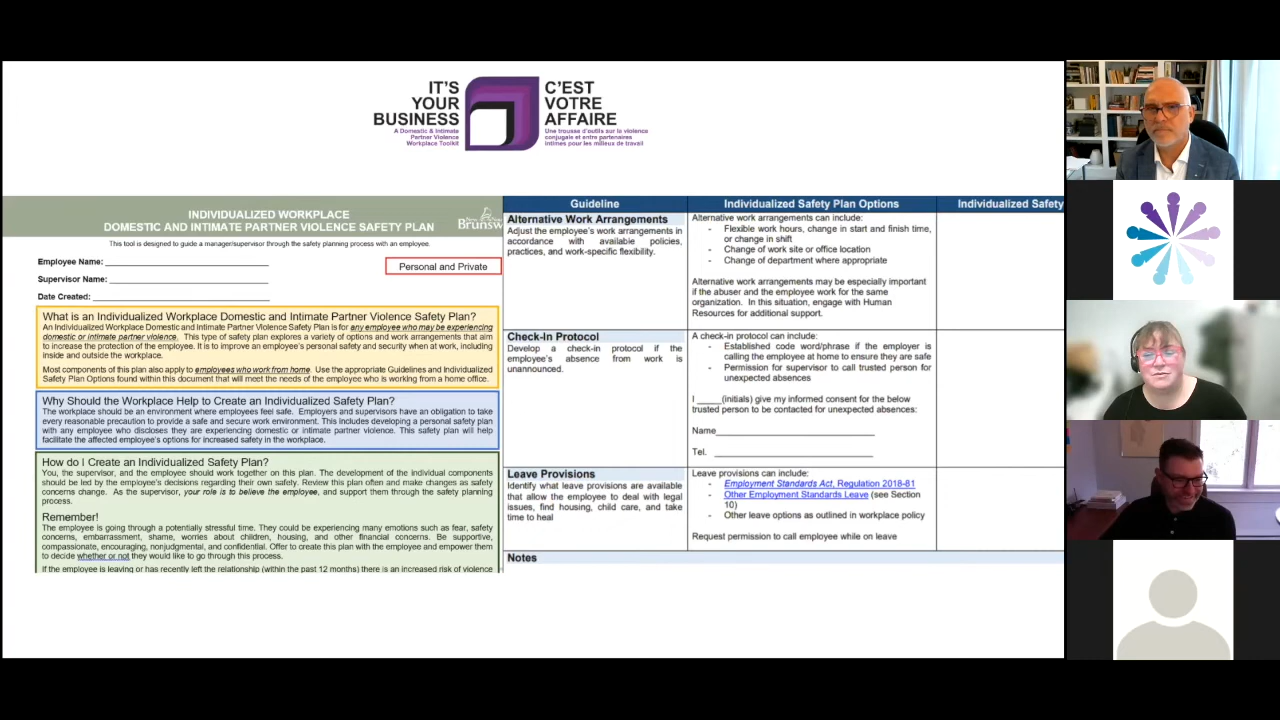 IT'S
YOUR
BUSINESS
A Domestic & Intimate
Partner Violence
Workplace Toolkit
C'EST
VOTRE
AFFAIRE
Une trousse d'outils sur la violence
conjugale et entre partenaires
intimes pour les milieux de travail
INDIVIDUALIZED WORKPLACE
DOMESTIC AND INTIMATE PARTNER VIOLENCE SAFETY PLAN
Brunsw
This tool is designed to guide a manager/supervisor through the safety planning process with an employee.
Employee Name:
Personal and Private
Supervisor Name:
Date Created:
What is an Individualized Workplace Domestic and Intimate Partner Violence Safety Plan?
An Individualized Workplace Domestic and Intimate Partner Violence Safety Plan is for any employee who may be experiencing
domestic or intimate partner violence. This type of safety plan explores a variety of options and work arrangements that aim
to increase the protection of the employee. It is to improve an employee's personal safety and security when at work, including
inside and outside the workplace.
Most components of this plan also apply to employees who work from home. Use the appropriate Guidelines and Individualized
Safety Plan Options found within this document that will meet the needs of the employee who is working from a home office.
Why Should the Workplace Help to Create an Individualized Safety Plan?
The workplace should be an environment where employees feel safe. Employers and supervisors have an obligation to take
every reasonable precaution to provide a safe and secure work environment. This includes developing a personal safety plan
with any employee who discloses they are experiencing domestic or intimate partner violence. This safety plan will help
facilitate the affected employee's options for increased safety in the workplace.
How do I Create an Individualized Safety Plan?
You, the supervisor, and the employee should work together on this plan. The development of the individual components
should be led by the employee's decisions regarding their own safety. Review this plan often and make changes as safety
concerns change. As the supervisor, your role is to believe the employee, and support them through the safety planning
process.
Remember!
The employee is going through a potentially stressful time. They could be experiencing many emotions such as fear, safety
concerns, embarrassment, shame, worries about children, housing, and other financial concerns. Be supportive,
compassionate, encouraging, nonjudgmental, and confidential. Offer to create this plan with the employee and empower them
to decide whether or not they would like to go through this process.
If the employee is leaving or has recently left the relationship (within the past 12 months) there is an increased risk of violence
Guideline
Individualized Safety Plan Options
Individualized Safety
Alternative Work Arrangements
Adjust the employee's work arrangements in
accordance with available policies,
practices, and work-specific flexibility.
Alternative work arrangements can include:
- Flexible work hours, change in start and finish time,
or change in shift
- Change of work site or office location
- Change of department where appropriate
Alternative work arrangements may be especially important
if the abuser and the employee work for the same
organization. In this situation, engage with Human
Resources for additional support.
Check-In Protocol
Develop a check-in protocol if the
employee's absence from work is
unannounced.
A check-in protocol can include:
- Established code word/phrase if the employer is
calling the employee at home to ensure they are safe
- Permission for supervisor to call trusted person for
unexpected absences
I _____(initials) give my informed consent for the below
trusted person to be contacted for unexpected absences:
Name
Tel.
Leave Provisions
Identify what leave provisions are available
that allow the employee to deal with legal
issues, find housing, child care, and take
time to heal
Leave provisions can include:
- Employment Standards Act, Regulation 2018-81
- Other Employment Standards Leave (see Section
10)
- Other leave options as outlined in workplace policy
Request permission to call employee while on leave
Notes